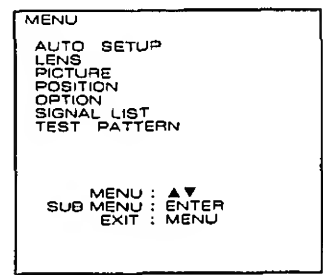 MENU
AUTO SETUP
LENS
PICTURE
POSITION
OPTION
SIGNAL LIST
TEST PATTERN
MENU : ▲▼
SUB MENU : ENTER
EXIT : MENU